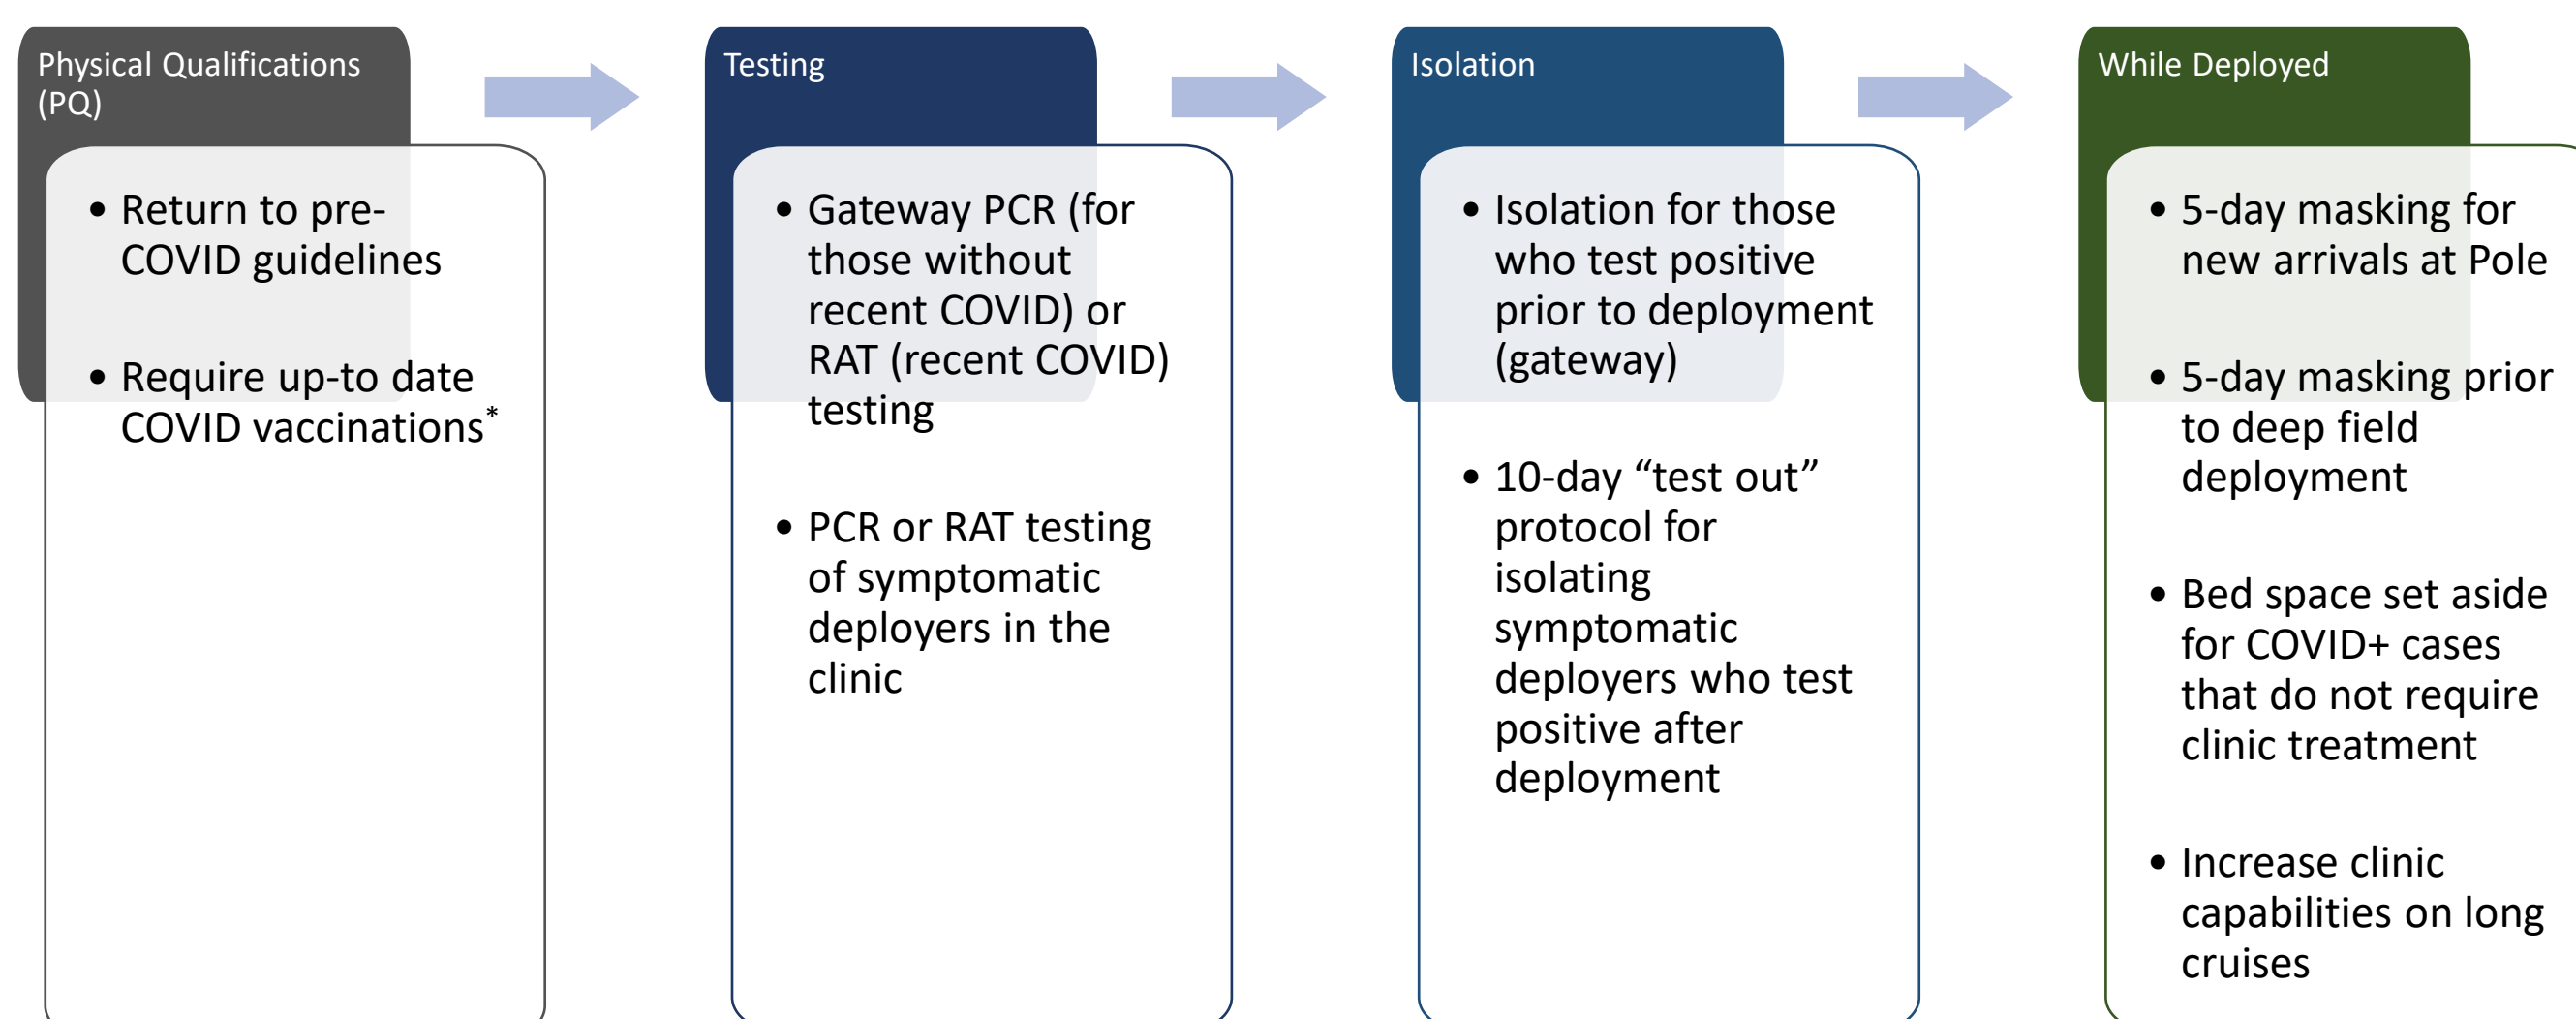 Physical Qualifications
(PQ)
• Return to pre-
COVID guidelines
• Require up-to date
COVID vaccinations*
Testing
• Gateway PCR (for
those without
recent COVID) or
RAT (recent COVID)
testing
• PCR or RAT testing
of symptomatic
deployers in the
clinic
Isolation
• Isolation for those
who test positive
prior to deployment
(gateway)
• 10-day “test out”
protocol for
isolating
symptomatic
deployers who test
positive after
deployment
While Deployed
• 5-day masking for
new arrivals at Pole
• 5-day masking prior
to deep field
deployment
• Bed space set aside
for COVID+ cases
that do not require
clinic treatment
• Increase clinic
capabilities on long
cruises